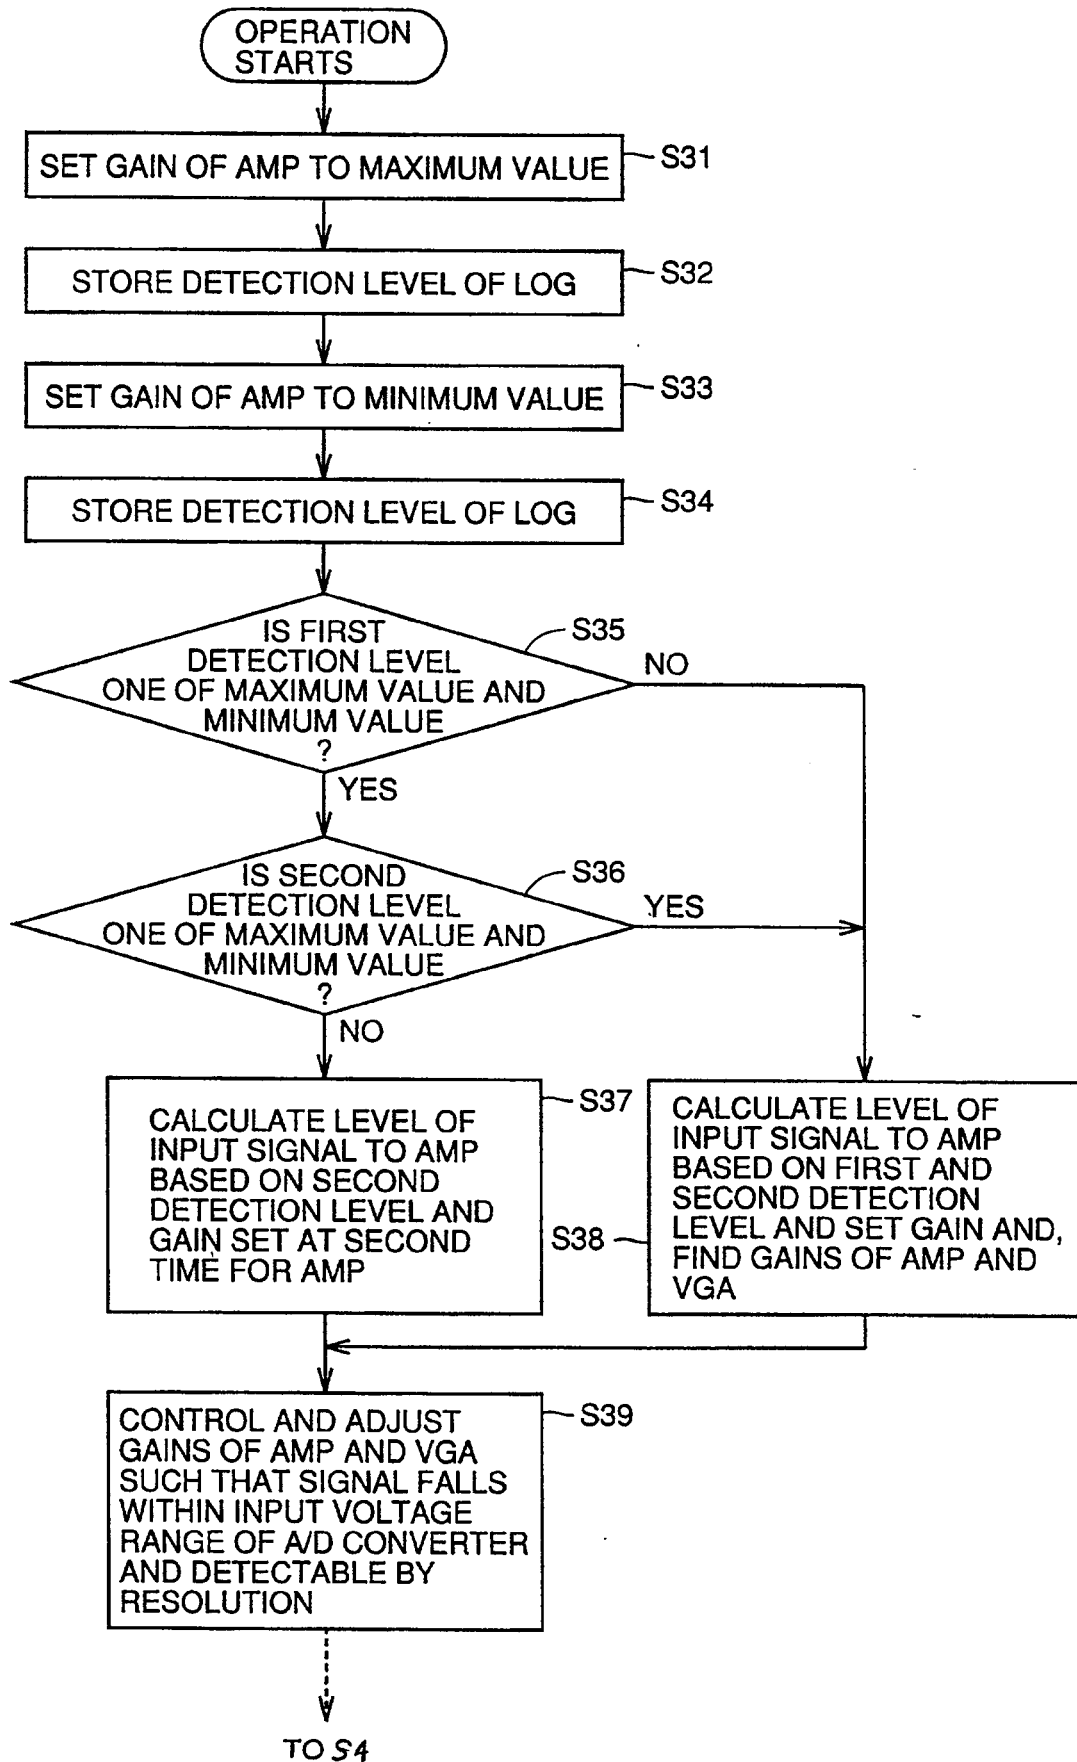 OPERATION
STARTS
SET GAIN OF AMP TO MAXIMUM VALUE
S31
STORE DETECTION LEVEL OF LOG
S32
SET GAIN OF AMP TO MINIMUM VALUE
S33
STORE DETECTION LEVEL OF LOG
S34
IS FIRST
DETECTION LEVEL
ONE OF MAXIMUM VALUE AND
MINIMUM VALUE
?
S35
NO
YES
IS SECOND
DETECTION LEVEL
ONE OF MAXIMUM VALUE AND
MINIMUM VALUE
?
S36
YES
NO
CALCULATE LEVEL OF
INPUT SIGNAL TO AMP
BASED ON SECOND
DETECTION LEVEL AND
GAIN SET AT SECOND
TIME FOR AMP
S37
CALCULATE LEVEL OF
INPUT SIGNAL TO AMP
BASED ON FIRST AND
SECOND DETECTION
LEVEL AND SET GAIN AND,
FIND GAINS OF AMP AND
VGA
S38
CONTROL AND ADJUST
GAINS OF AMP AND VGA
SUCH THAT SIGNAL FALLS
WITHIN INPUT VOLTAGE
RANGE OF A/D CONVERTER
AND DETECTABLE BY
RESOLUTION
S39
TO S4